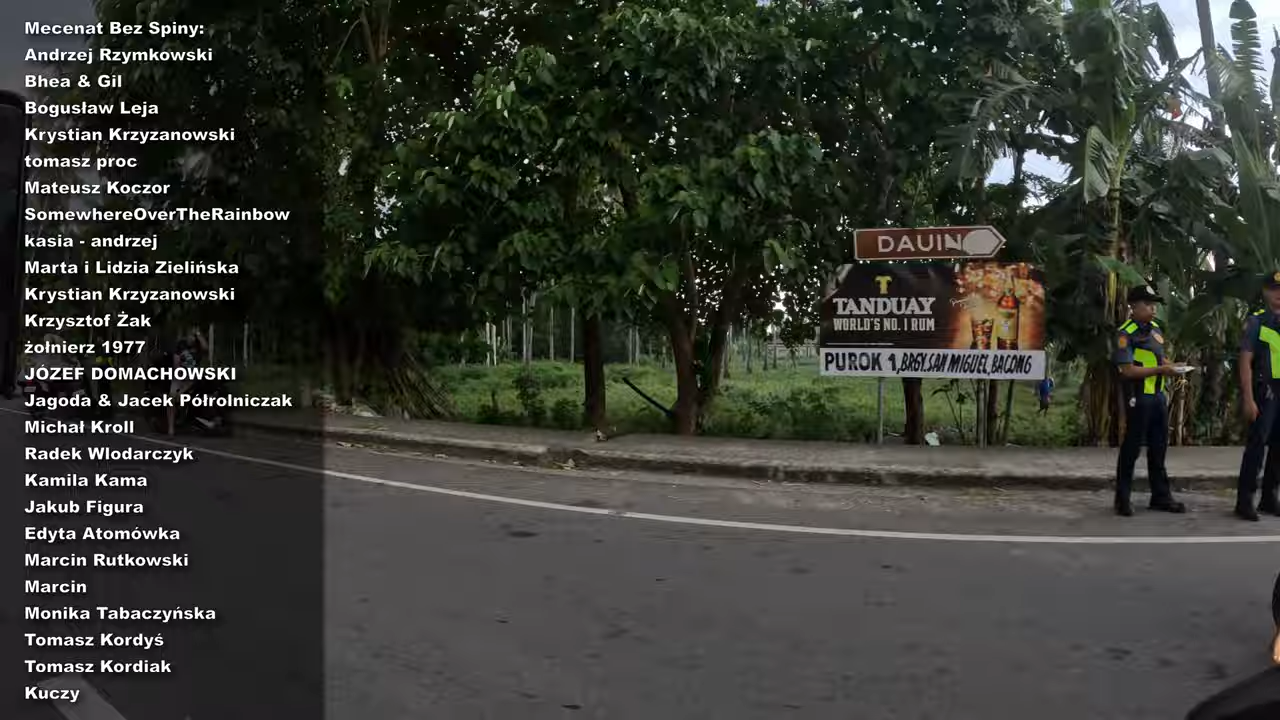 Mecenat Bez Spiny:
Andrzej Rzymkowski
Bhea & Gil
Bogusław Leja
Krystian Krzyzanowski
tomasz proc
Mateusz Koczor
SomewhereOverTheRainbow
kasia - andrzej
Marta i Lidzia Zielińska
Krystian Krzyzanowski
Krzysztof Żak
żołnierz 1977
JÓZEF DOMACHOWSKI
Jagoda & Jacek Półrolniczak
Michał Kroll
Radek Wlodarczyk
Kamila Kama
Jakub Figura
Edyta Atomówka
Marcin Rutkowski
Marcin
Monika Tabaczyńska
Tomasz Kordyś
Tomasz Kordiak
Kuczy
DAUIN
TANDUAY
WORLD'S NO. 1 RUM
PUROK 1, BRGY. SAN MIGUEL, BACONG